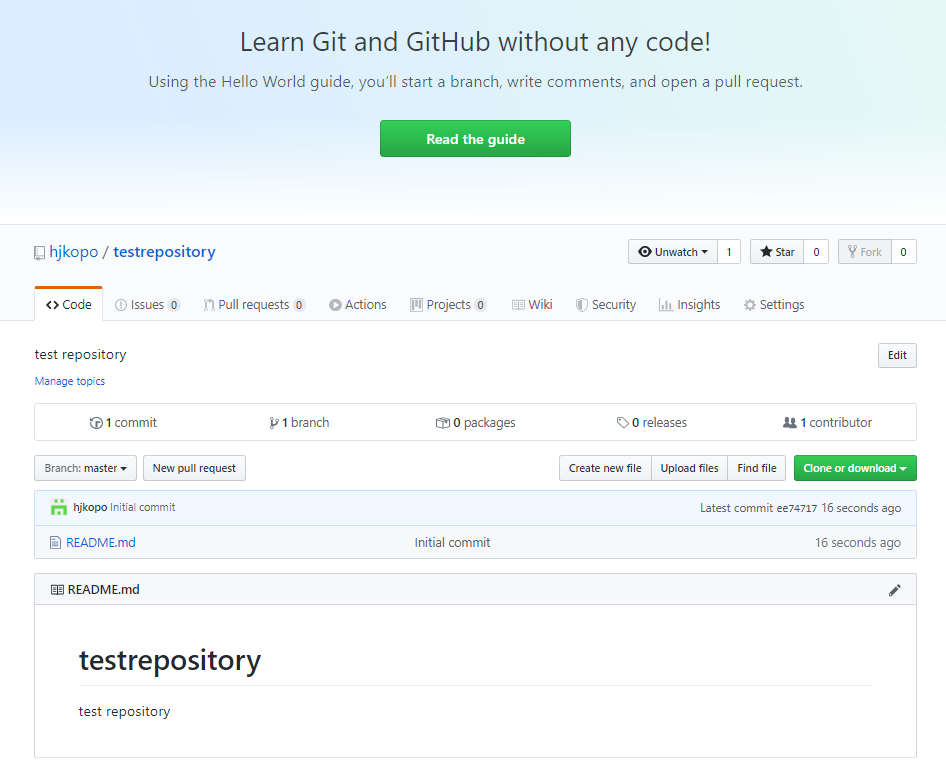 Learn Git and GitHub without any code!
Using the Hello World guide, you’ll start a branch, write comments, and open a pull request.
Read the guide
hjkopo / testrepository
Unwatch 1 Star 0 Fork 0
Code Issues 0 Pull requests 0 Actions Projects 0 Wiki Security Insights Settings
test repository Edit
Manage topics
1 commit 1 branch 0 packages 0 releases 1 contributor
Branch: master New pull request Create new file Upload files Find file Clone or download
hjkopo Initial commit Latest commit ee74717 16 seconds ago
README.md Initial commit 16 seconds ago
README.md
testrepository
test repository